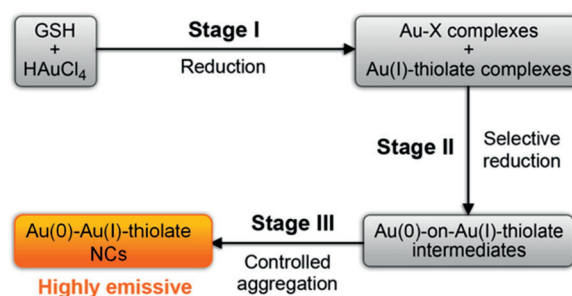 GSH
+
HAuCl4
Stage I
Reduction
Au-X complexes
+
Au(I)-thiolate complexes
Stage II
Selective
reduction
Au(0)-on-Au(I)-thiolate
intermediates
Stage III
Controlled
aggregation
Au(0)-Au(I)-thiolate
NCs
Highly emissive